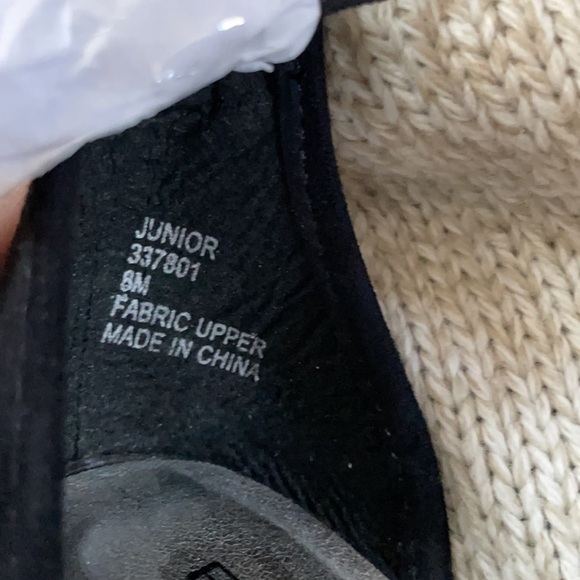 JUNIOR
337801
8M
FABRIC UPPER
MADE IN CHINA